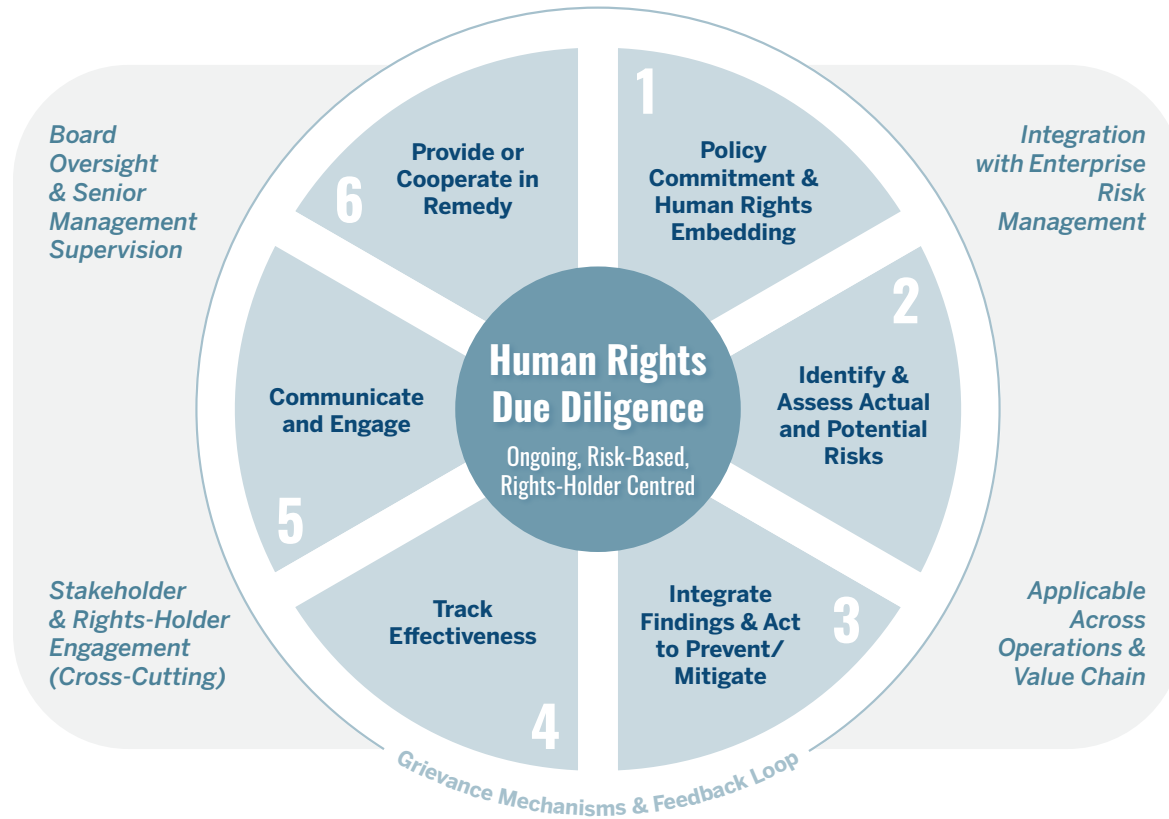 Board
Oversight
& Senior
Management
Supervision
Integration
with Enterprise
Risk
Management
Human Rights
Due Diligence
Ongoing, Risk-Based,
Rights-Holder Centred
1
Policy
Commitment &
Human Rights
Embedding
2
Identify &
Assess Actual
and Potential
Risks
3
Integrate
Findings & Act
to Prevent/
Mitigate
4
Track
Effectiveness
5
Communicate
and Engage
6
Provide or
Cooperate in
Remedy
Stakeholder
& Rights-Holder
Engagement
(Cross-Cutting)
Applicable
Across
Operations &
Value Chain
Grievance Mechanisms & Feedback Loop